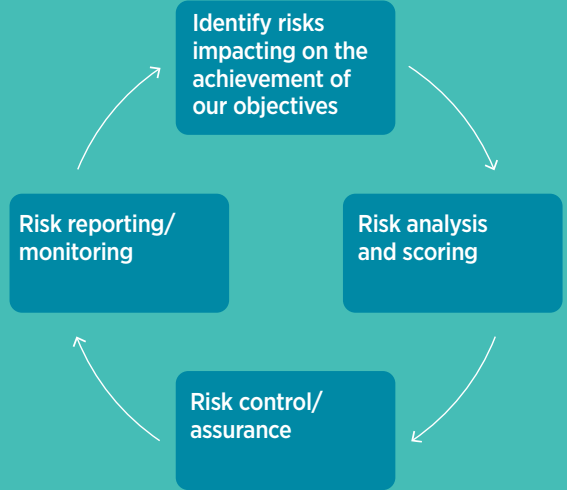 Identify risks
impacting on the
achievement of
our objectives
Risk analysis
and scoring
Risk control/
assurance
Risk reporting/
monitoring